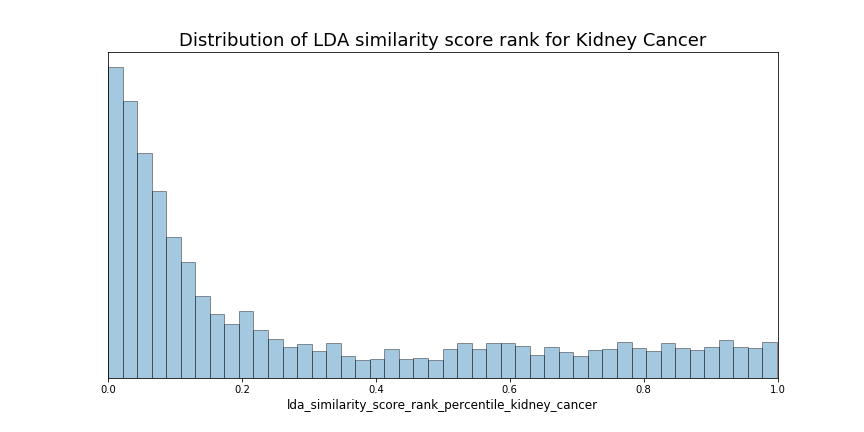 Distribution of LDA similarity score rank for Kidney Cancer
0.0 0.2 0.4 0.6 0.8 1.0
lda_similarity_score_rank_percentile_kidney_cancer